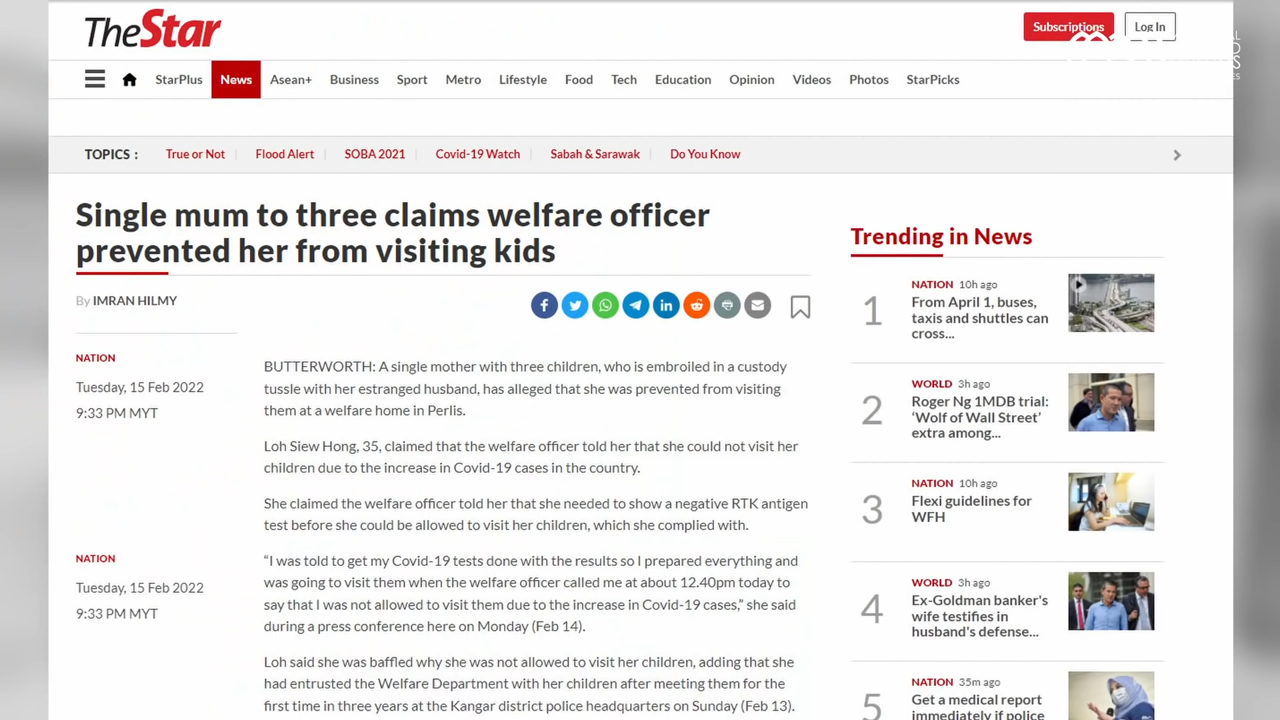 TheStar
Subscriptions
Log In
StarPlus
News
Asean+
Business
Sport
Metro
Lifestyle
Food
Tech
Education
Opinion
Videos
Photos
StarPicks
TOPICS :
True or Not
Flood Alert
SOBA 2021
Covid-19 Watch
Sabah & Sarawak
Do You Know
Single mum to three claims welfare officer
prevented her from visiting kids
By IMRAN HILMY
NATION
Tuesday, 15 Feb 2022
9:33 PM MYT
BUTTERWORTH: A single mother with three children, who is embroiled in a custody
tussle with her estranged husband, has alleged that she was prevented from visiting
them at a welfare home in Perlis.
Loh Siew Hong, 35, claimed that the welfare officer told her that she could not visit her
children due to the increase in Covid-19 cases in the country.
She claimed the welfare officer told her that she needed to show a negative RTK antigen
test before she could be allowed to visit her children, which she complied with.
NATION
Tuesday, 15 Feb 2022
9:33 PM MYT
“I was told to get my Covid-19 tests done with the results so I prepared everything and
was going to visit them when the welfare officer called me at about 12.40pm today to
say that I was not allowed to visit them due to the increase in Covid-19 cases,” she said
during a press conference here on Monday (Feb 14).
Loh said she was baffled why she was not allowed to visit her children, adding that she
had entrusted the Welfare Department with her children after meeting them for the
first time in three years at the Kangar district police headquarters on Sunday (Feb 13).
Trending in News
1
NATION 10h ago
From April 1, buses,
taxis and shuttles can
cross...
2
WORLD 3h ago
Roger Ng 1MDB trial:
‘Wolf of Wall Street’
extra among...
3
NATION 10h ago
Flexi guidelines for
WFH
4
WORLD 3h ago
Ex-Goldman banker's
wife testifies in
husband's defense...
5
NATION 35m ago
Get a medical report
immediately if police